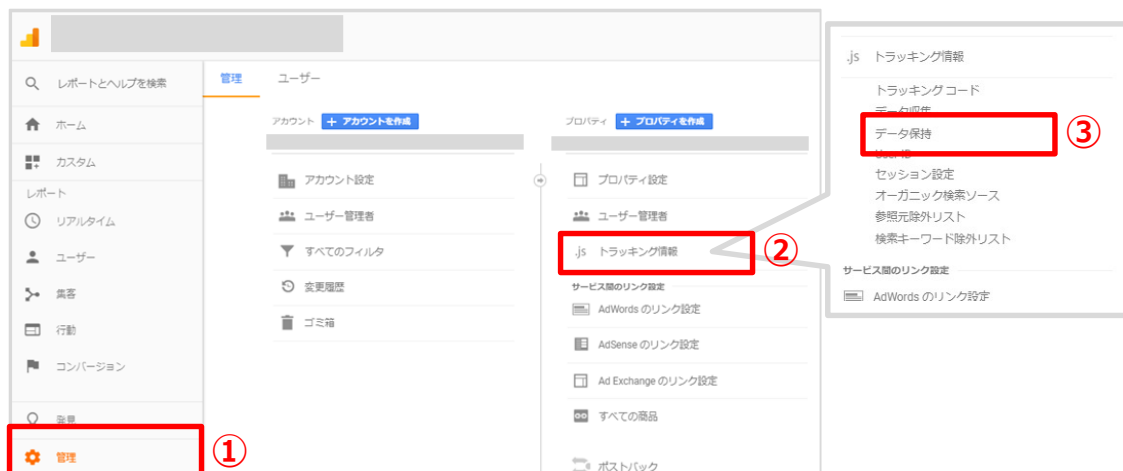 レポートとヘルプを検索
ホーム
カスタム
レポート
リアルタイム
ユーザー
集客
行動
コンバージョン
発見
管理
①
管理 ユーザー
アカウント + アカウントを作成
アカウント設定
ユーザー管理者
すべてのフィルタ
変更履歴
ゴミ箱
プロパティ + プロパティを作成
プロパティ設定
ユーザー管理者
.js トラッキング情報
②
サービス間のリンク設定
AdWords のリンク設定
AdSense のリンク設定
Ad Exchange のリンク設定
すべての商品
ポストバック
.js トラッキング情報
トラッキング コード
データ収集
データ保持
③
User-ID
セッション設定
オーガニック検索ソース
参照元除外リスト
検索キーワード除外リスト
サービス間のリンク設定
AdWords のリンク設定